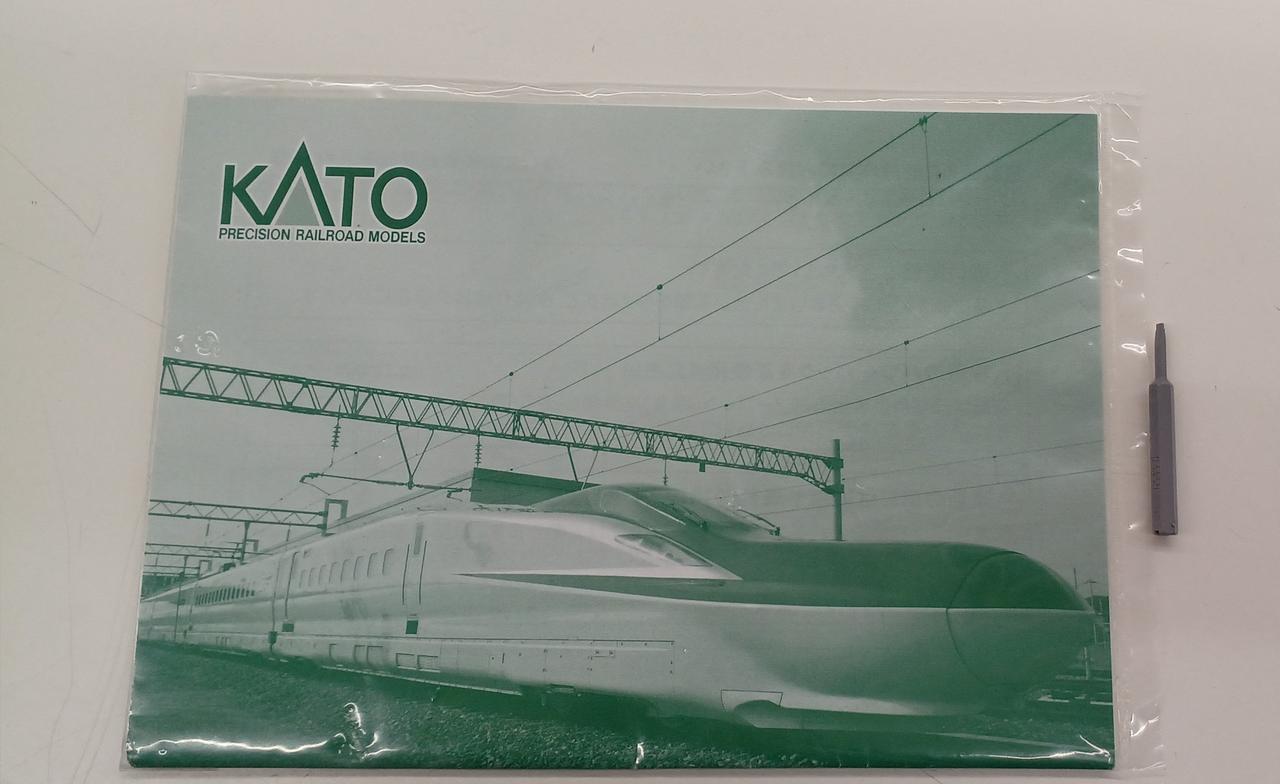 KATO
PRECISION RAILROAD MODELS